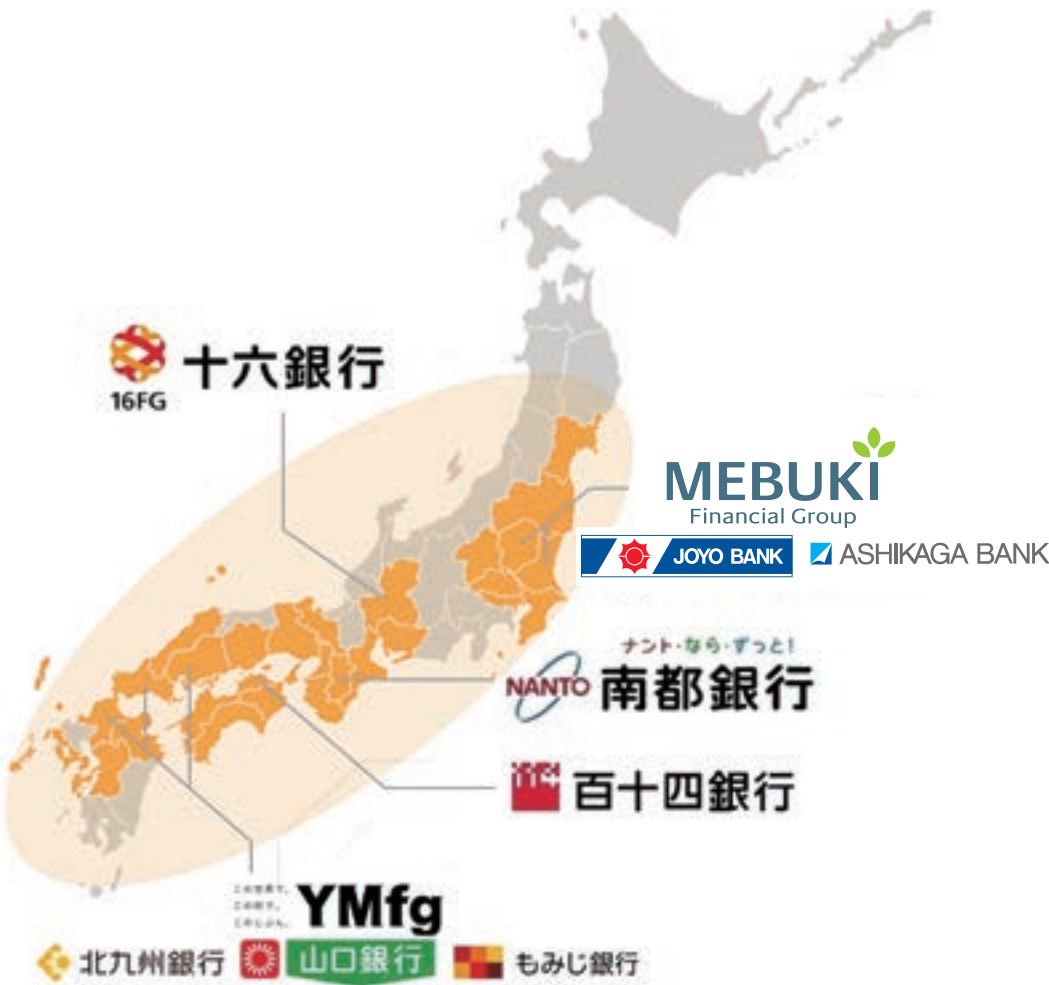 十六銀行
16FG
MEBUKI
Financial Group
JOYO BANK
ASHIKAGA BANK
ナント・なら・ずっと!
NANTO 南都銀行
百十四銀行
YMfg
北九州銀行 山口銀行 もみじ銀行